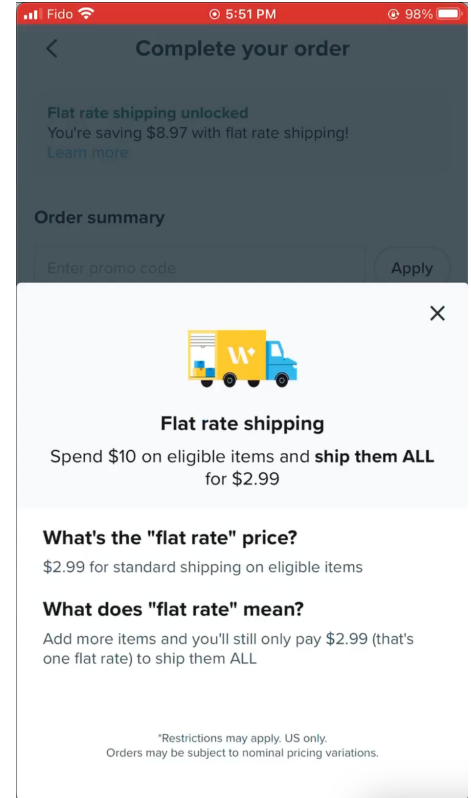 Fido 5:51 PM 98%
Complete your order
Flat rate shipping unlocked
You're saving $8.97 with flat rate shipping!
Learn more
Order summary
Enter promo code Apply
W
Flat rate shipping
Spend $10 on eligible items and ship them ALL
for $2.99
What's the "flat rate" price?
$2.99 for standard shipping on eligible items
What does "flat rate" mean?
Add more items and you'll still only pay $2.99 (that's
one flat rate) to ship them ALL
*Restrictions may apply. US only.
Orders may be subject to nominal pricing variations.